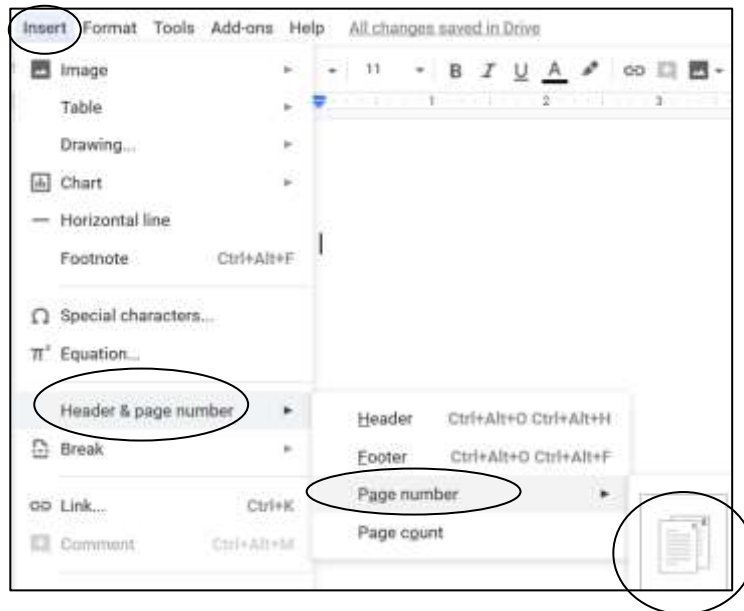 Insert Format Tools Add-ons Help All changes saved in Drive
Image
11 B I U A
Table
1 2 3
Drawing...
Chart
Horizontal line
Footnote Ctrl+Alt+F
Ω Special characters...
π² Equation...
Header & page number
Header Ctrl+Alt+O Ctrl+Alt+H
Break
Footer Ctrl+Alt+O Ctrl+Alt+F
Page number
Link... Ctrl+K
Page count
Comment Ctrl+Alt+M